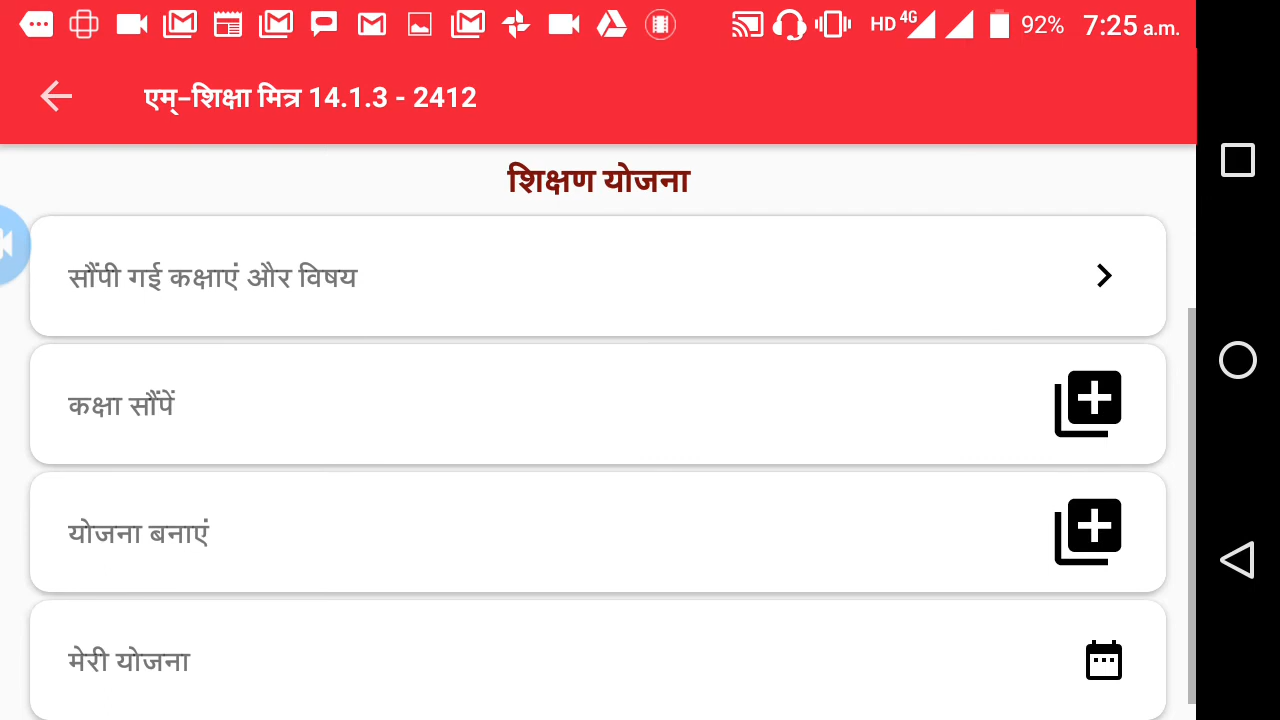 HD 4G 92% 7:25 a.m.
एम्-शिक्षा मित्र 14.1.3 - 2412
शिक्षण योजना
सौंपी गई कक्षाएं और विषय
कक्षा सौंपें
योजना बनाएं
मेरी योजना